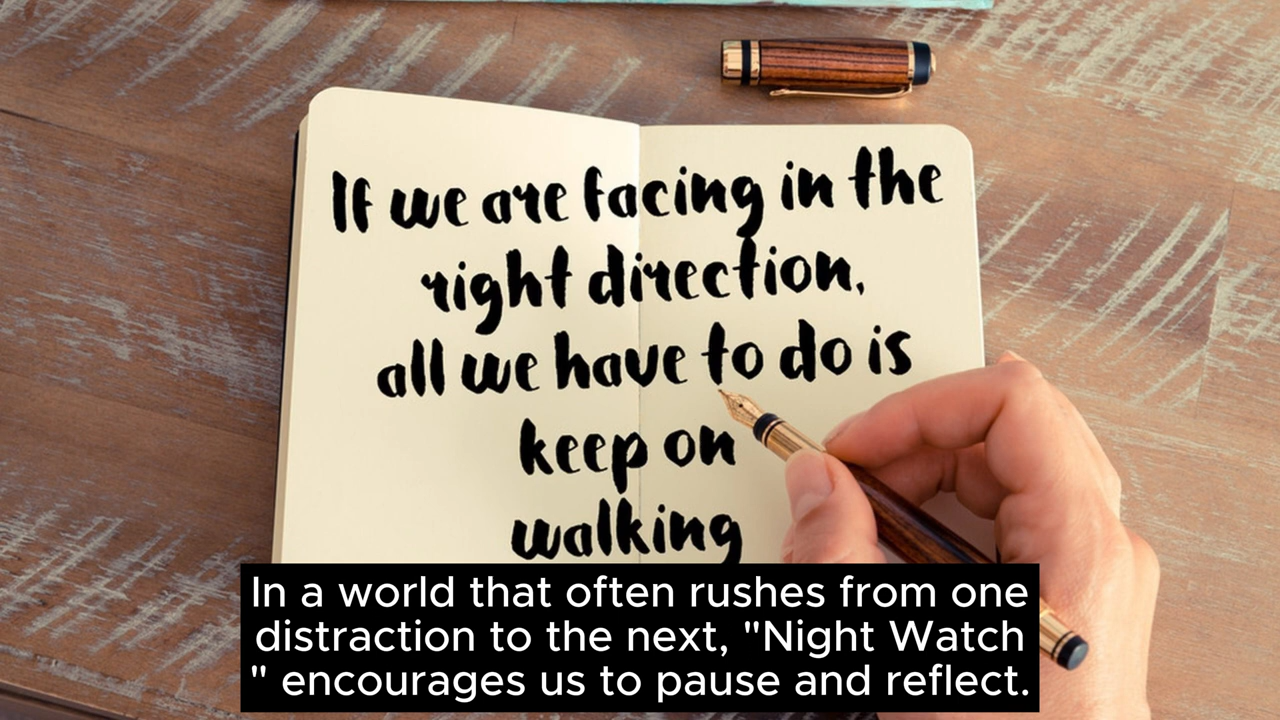 If we are facing in the
right direction,
all we have to do is
keep on
walking
In a world that often rushes from one
distraction to the next, "Night Watch
" encourages us to pause and reflect.